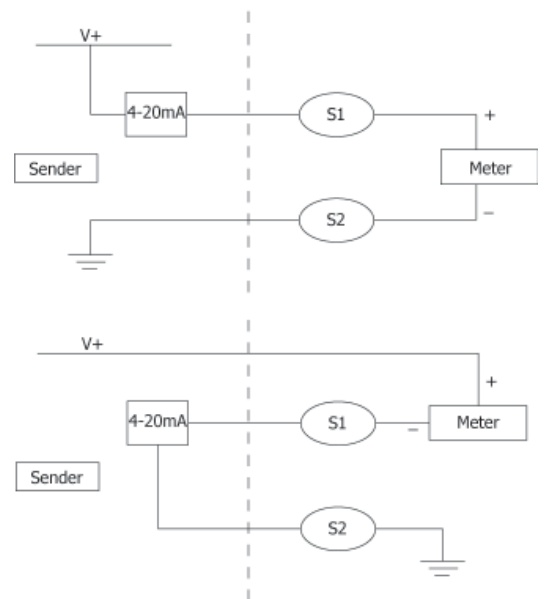 V+
4-20mA
S1
+
Sender
Meter
S2
−
V+
+
4-20mA
S1
−
Meter
Sender
S2